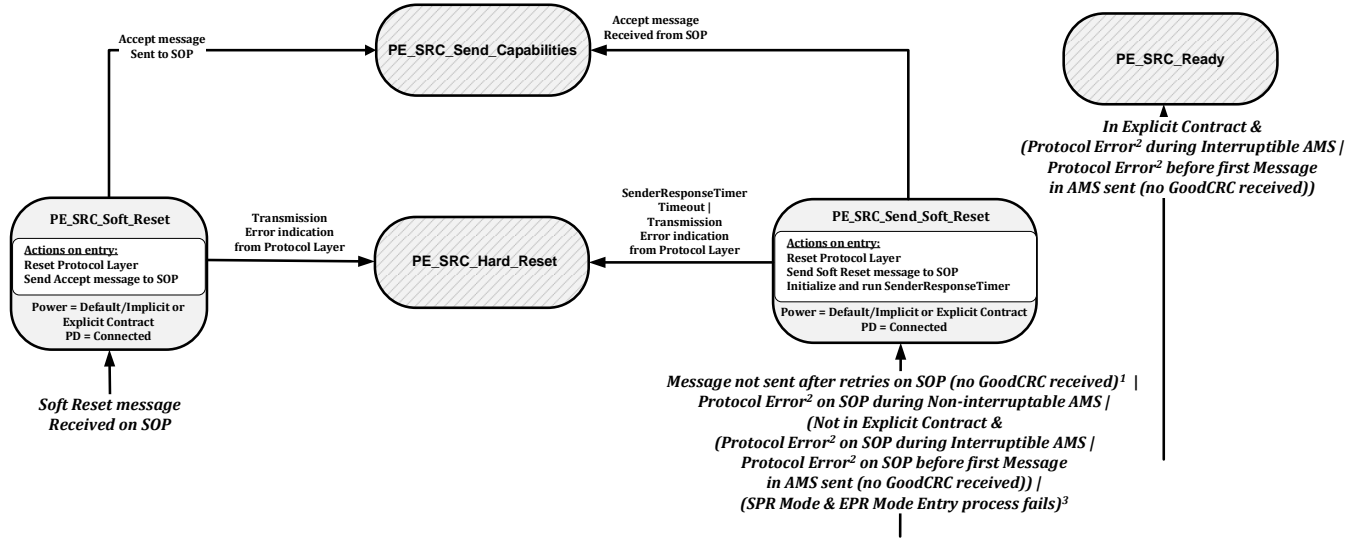 Accept message
Sent to SOP
PE_SRC_Send_Capabilities
Accept message
Received from SOP
PE_SRC_Ready
In Explicit Contract &
(Protocol Error² during Interruptible AMS |
Protocol Error² before first Message
in AMS sent (no GoodCRC received))
PE_SRC_Soft_Reset
Actions on entry:
Reset Protocol Layer
Send Accept message to SOP
Power = Default/Implicit or
Explicit Contract
PD = Connected
Transmission
Error indication
from Protocol Layer
PE_SRC_Hard_Reset
SenderResponseTimer
Timeout |
Transmission
Error indication
from Protocol Layer
PE_SRC_Send_Soft_Reset
Actions on entry:
Reset Protocol Layer
Send Soft Reset message to SOP
Initialize and run SenderResponseTimer
Power = Default/Implicit or Explicit Contract
PD = Connected
Soft Reset message
Received on SOP
Message not sent after retries on SOP (no GoodCRC received)¹ |
Protocol Error² on SOP during Non-interruptable AMS |
(Not in Explicit Contract &
(Protocol Error² on SOP during Interruptible AMS |
Protocol Error² on SOP before first Message
in AMS sent (no GoodCRC received)) |
(SPR Mode & EPR Mode Entry process fails)³